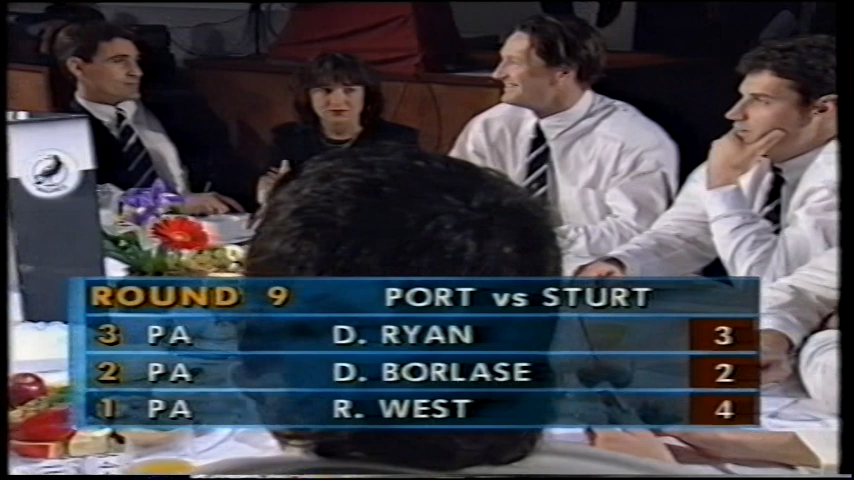 ROUND 9 PORT vs STURT
3 PA D. RYAN 3
2 PA D. BORLASE 2
1 PA R. WEST 4